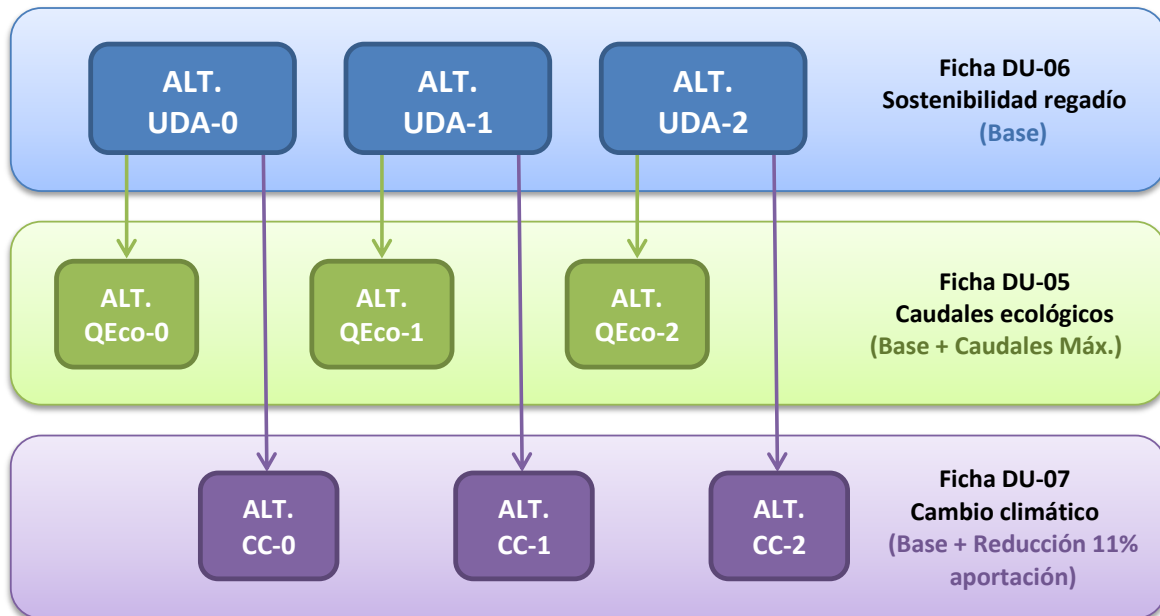 ALT.
UDA-0
ALT.
UDA-1
ALT.
UDA-2
Ficha DU-06
Sostenibilidad regadío
(Base)
ALT.
QEco-0
ALT.
QEco-1
ALT.
QEco-2
Ficha DU-05
Caudales ecológicos
(Base + Caudales Máx.)
ALT.
CC-0
ALT.
CC-1
ALT.
CC-2
Ficha DU-07
Cambio climático
(Base + Reducción 11%
aportación)